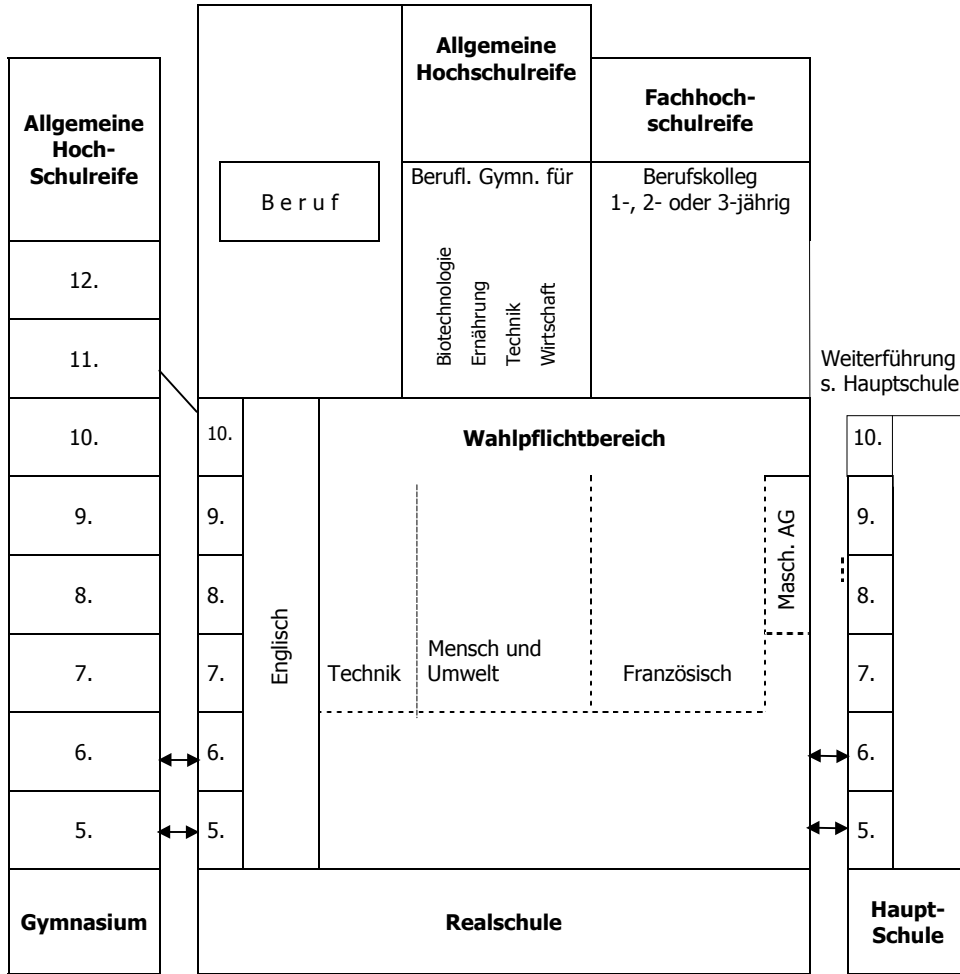 Allgemeine
Hoch-
Schulreife
12.
11.
10.
9.
8.
7.
6.
5.
Gymnasium
B e r u f
Allgemeine
Hochschulreife
Berufl. Gymn. für
Biotechnologie
Ernährung
Technik
Wirtschaft
Fachhoch-
schulreife
Berufskolleg
1-, 2- oder 3-jährig
10.
9.
8.
7.
6.
5.
Englisch
Wahlpflichtbereich
Technik
Mensch und
Umwelt
Französisch
Masch. AG
Realschule
Weiterführung
s. Hauptschule
10.
9.
8.
7.
6.
5.
Haupt-
Schule